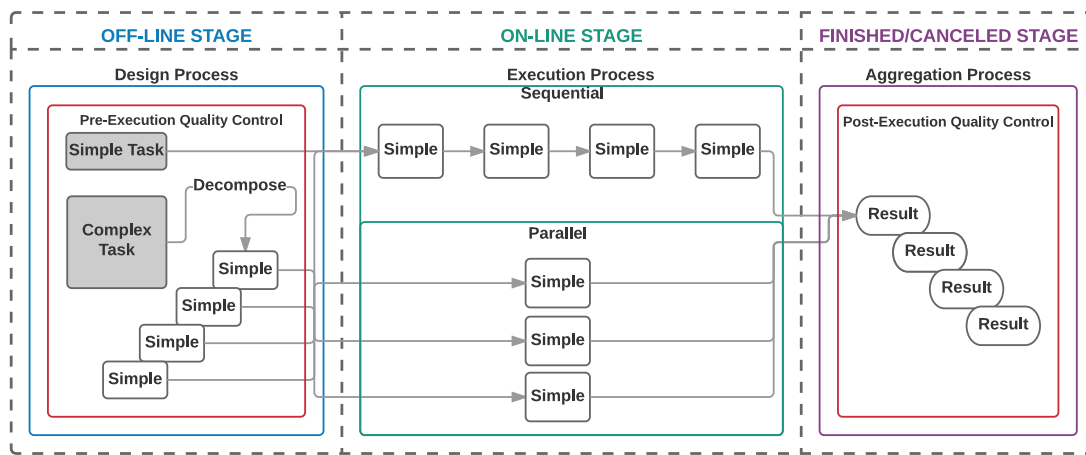 OFF-LINE STAGE
ON-LINE STAGE
FINISHED/CANCELED STAGE
Design Process
Pre-Execution Quality Control
Simple Task
Decompose
Complex
Task
Simple
Simple
Simple
Simple
Execution Process
Sequential
Simple
Simple
Simple
Simple
Parallel
Simple
Simple
Simple
Aggregation Process
Post-Execution Quality Control
Result
Result
Result
Result